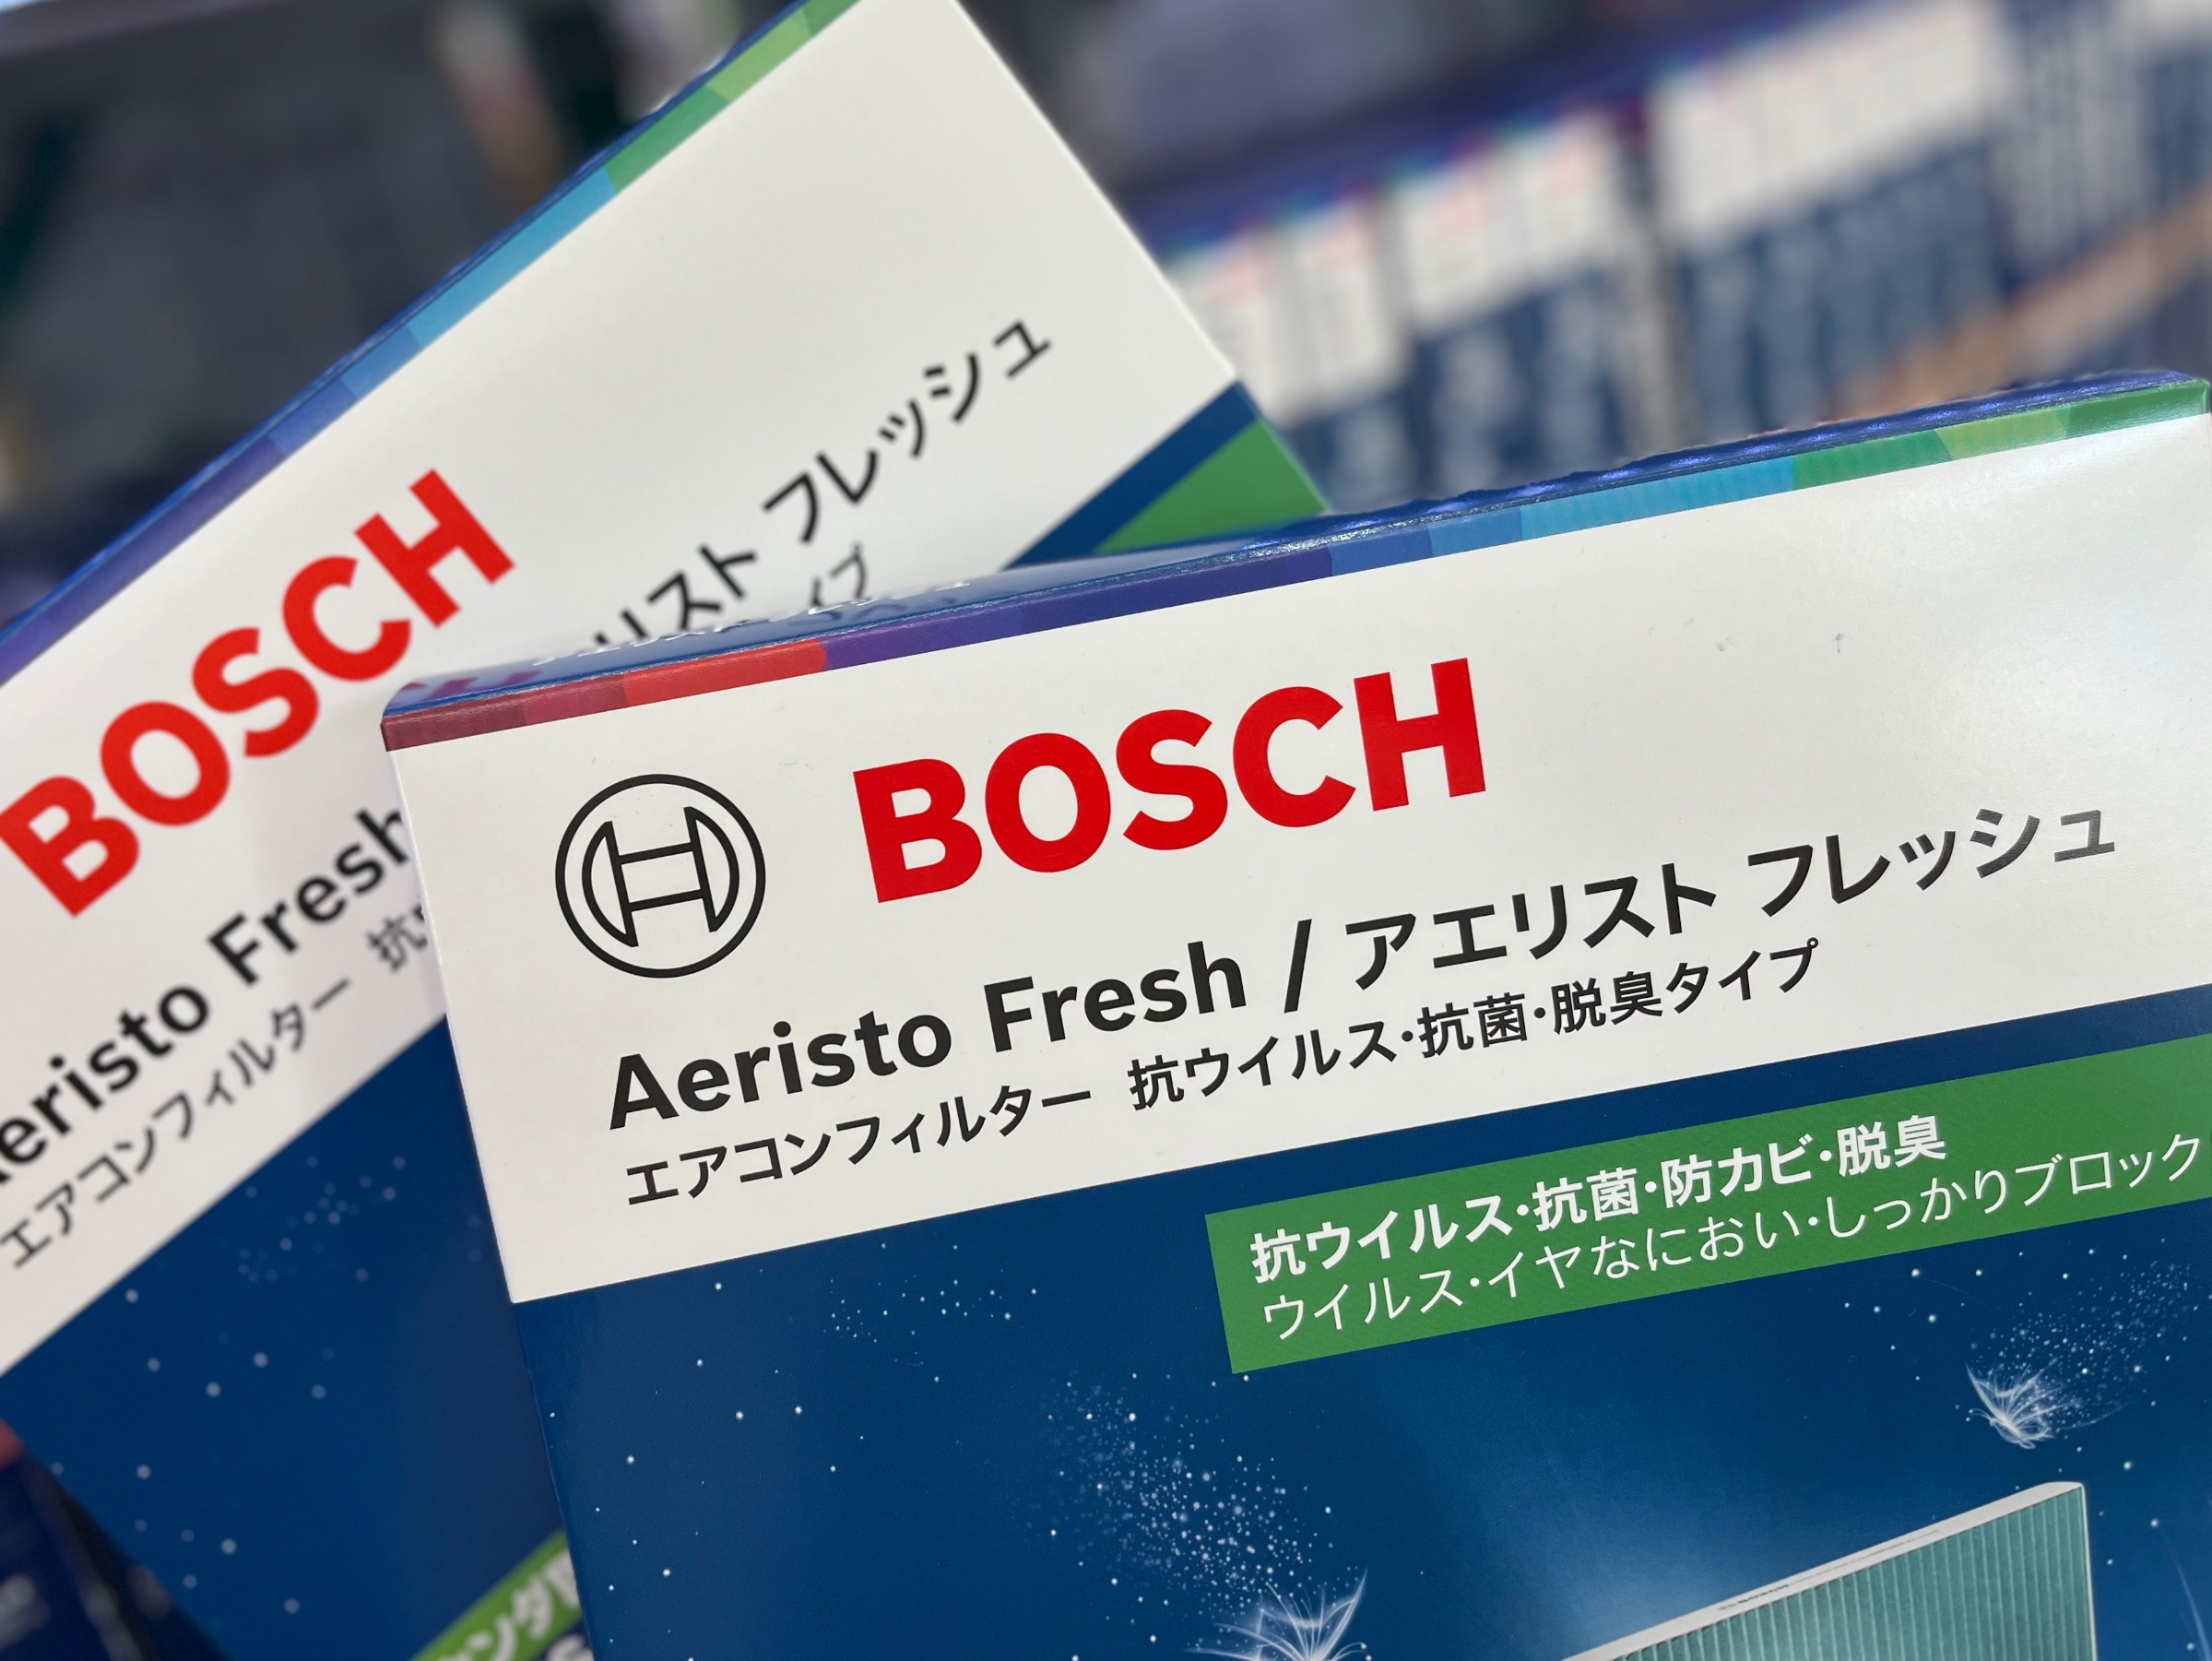 BOSCH
Aeristo Fresh / アエリスト フレッシュ
エアコンフィルター 抗ウイルス・抗菌・脱臭タイプ
抗ウイルス・抗菌・防カビ・脱臭
ウイルス・イヤなにおい・しっかりブロック
BOSCH
Fresh
リスト フレッシュ
エアコンフィルター 抗
イプ